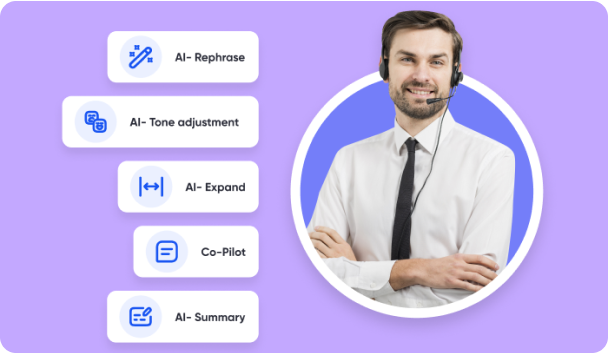 AI- Rephrase
AI- Tone adjustment
AI- Expand
Co-Pilot
AI- Summary